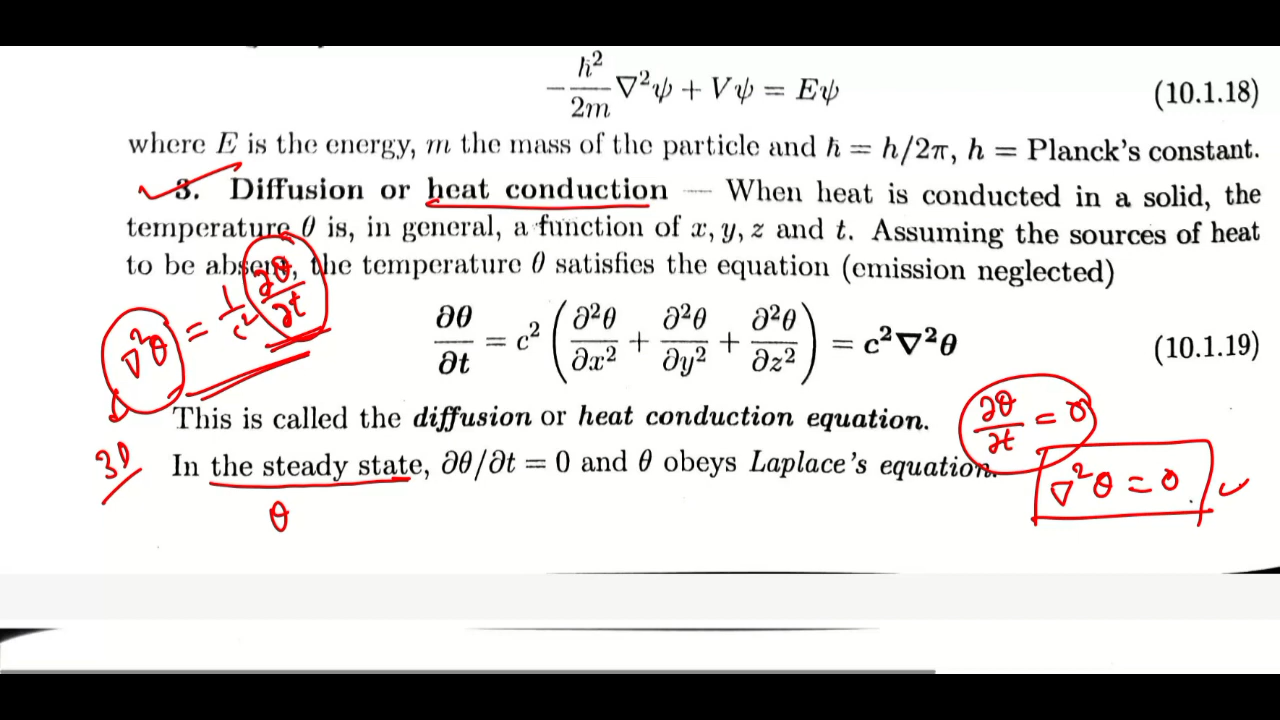 −ħ²/2m ∇²ψ + Vψ = Eψ (10.1.18)
where E is the energy, m the mass of the particle and ħ = h/2π, h = Planck's constant.
3. Diffusion or heat conduction — When heat is conducted in a solid, the
temperature θ is, in general, a function of x, y, z and t. Assuming the sources of heat
to be absent, the temperature θ satisfies the equation (emission neglected)
∇²θ = 1/c² ∂θ/∂t
∂θ/∂t = c² (∂²θ/∂x² + ∂²θ/∂y² + ∂²θ/∂z²) = c²∇²θ (10.1.19)
This is called the diffusion or heat conduction equation.
∂θ/∂t = 0
3D
In the steady state, ∂θ/∂t = 0 and θ obeys Laplace's equation.
∇²θ = 0
θ